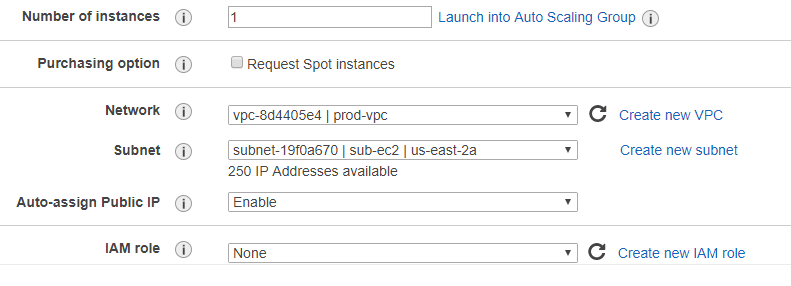 Number of instances i 1 Launch into Auto Scaling Group i
Purchasing option i Request Spot instances
Network i vpc-8d4405e4 | prod-vpc Create new VPC
Subnet i subnet-19f0a670 | sub-ec2 | us-east-2a Create new subnet
250 IP Addresses available
Auto-assign Public IP i Enable
IAM role i None Create new IAM role